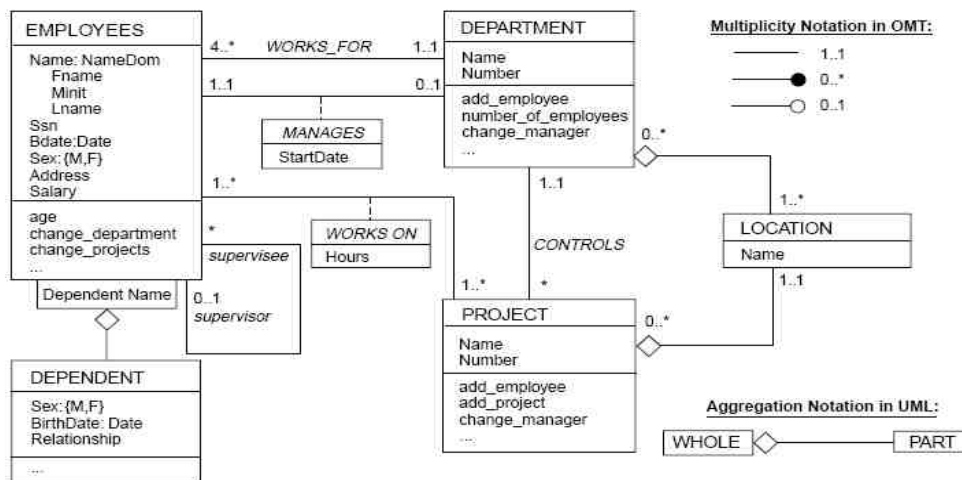 EMPLOYEES
Name: NameDom
Fname
Minit
Lname
Ssn
Bdate:Date
Sex:{M,F}
Address
Salary
age
change_department
change_projects
...
4..*
WORKS_FOR
1..1
1..1
0..1
MANAGES
StartDate
DEPARTMENT
Name
Number
add_employee
number_of_employees
change_manager
...
Multiplicity Notation in OMT:
1..1
0..*
0..1
0..*
1..1
1..*
1..*
WORKS ON
Hours
CONTROLS
LOCATION
Name
1..1
*
supervisee
0..1
supervisor
Dependent Name
1..*
*
PROJECT
Name
Number
add_employee
add_project
change_manager
...
0..*
DEPENDENT
Sex:{M,F}
BirthDate: Date
Relationship
...
Aggregation Notation in UML:
WHOLE
PART